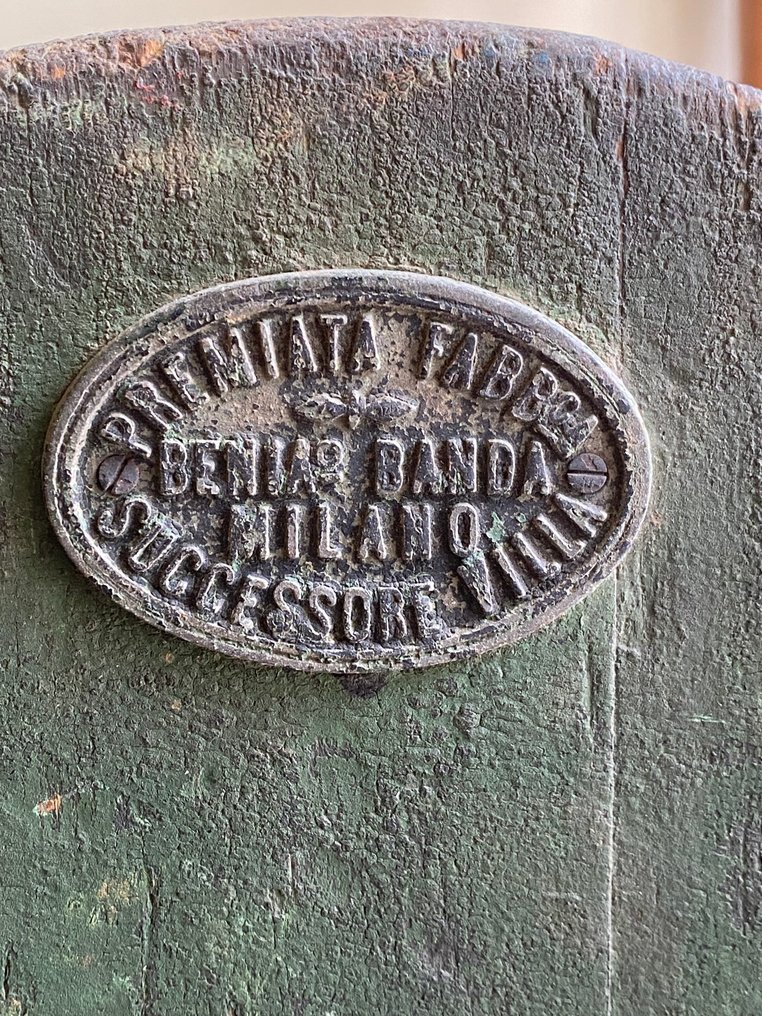 PREMIATA FABBCA
BENIAº BANDA
MILANO
SUCCESSORE VILLA